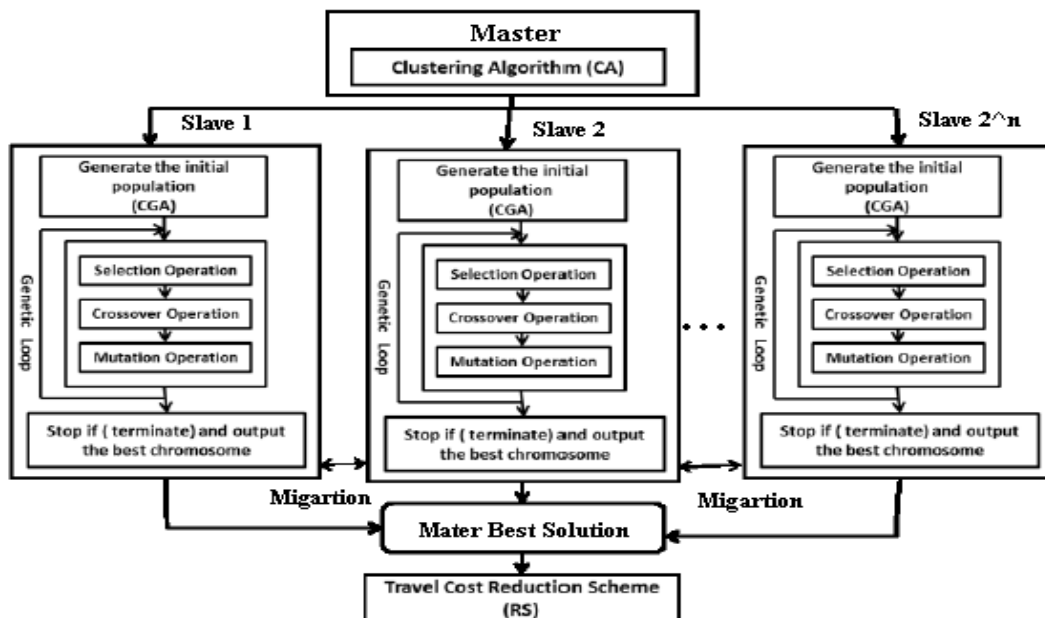 Master
Clustering Algorithm (CA)
Slave 1
Slave 2
Slave 2^n
Generate the initial
population
(CGA)
Genetic Loop
Selection Operation
Crossover Operation
Mutation Operation
Stop if ( terminate) and output
the best chromosome
Generate the initial
population
(CGA)
Genetic Loop
Selection Operation
Crossover Operation
Mutation Operation
Stop if ( terminate) and output
the best chromosome
• • •
Generate the initial
population
(CGA)
Genetic Loop
Selection Operation
Crossover Operation
Mutation Operation
Stop if ( terminate) and output
the best chromosome
Migartion
Migartion
Mater Best Solution
Travel Cost Reduction Scheme
(RS)